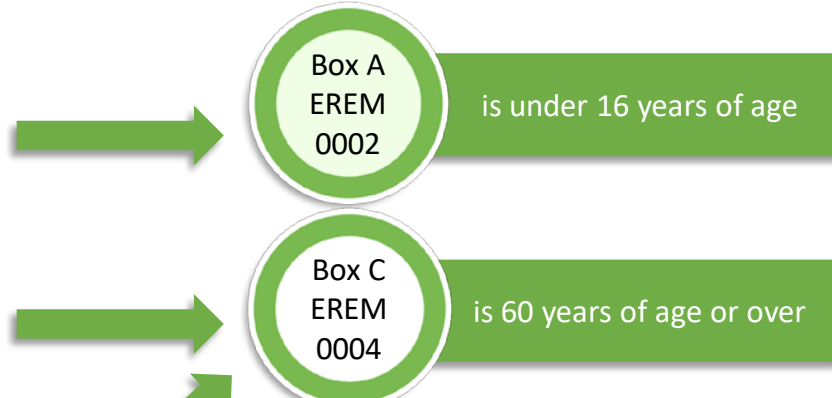 Box A
EREM
0002
is under 16 years of age
Box C
EREM
0004
is 60 years of age or over